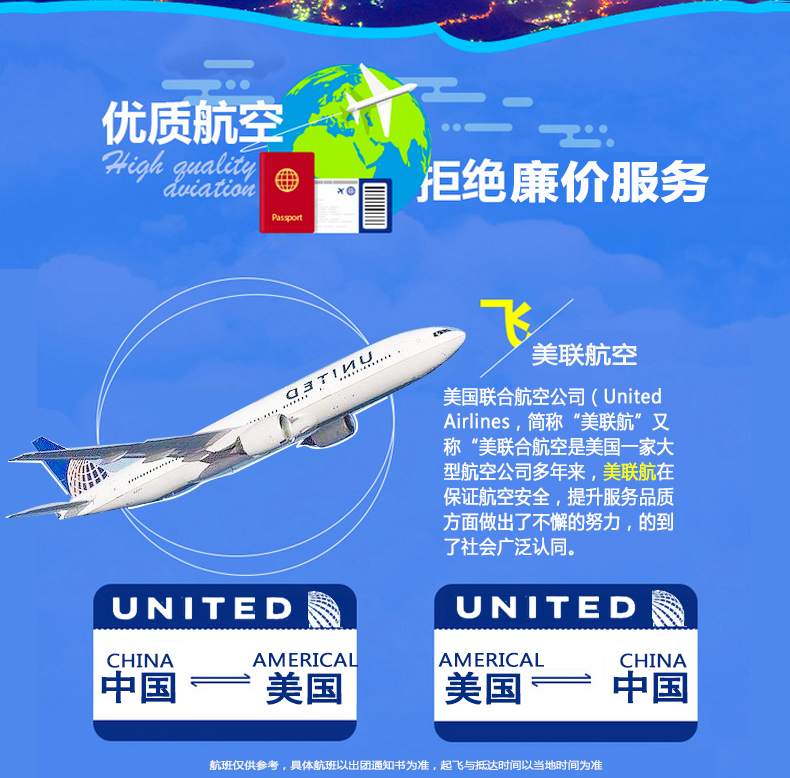 优质航空
High quality
aviation
拒绝廉价服务
Passport
飞
美联航空
UNITED
美国联合航空公司（United
Airlines，简称“美联航”又
称“美联合航空是美国一家大
型航空公司多年来，美联航在
保证航空安全，提升服务品质
方面做出了不懈的努力，的到
了社会广泛认同。
UNITED
CHINA
AMERICAL
中国
美国
UNITED
AMERICAL
CHINA
美国
中国
航班仅供参考，具体航班以出团通知书为准，起飞与抵达时间以当地时间为准